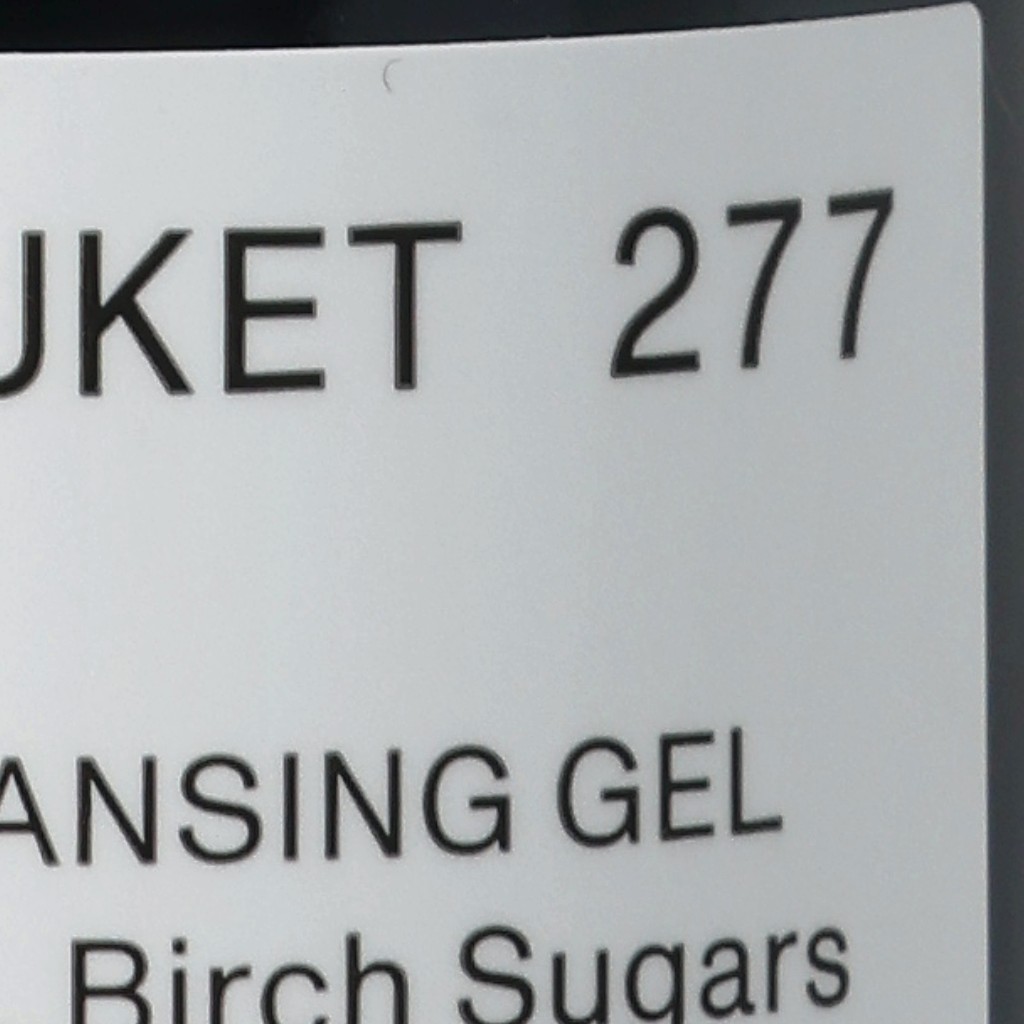 UKET 277
ANSING GEL
Birch Sugars